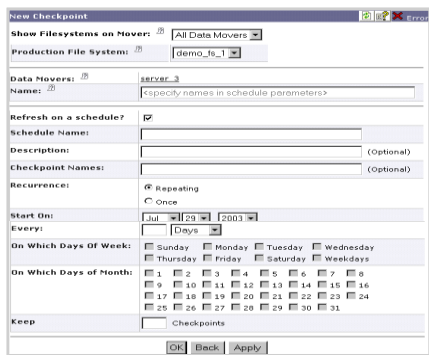 New Checkpoint Error
Show Filesystems on Mover: All Data Movers
Production File System: demo_fs_1
Data Movers: server_3
Name: <specify names in schedule parameters>
Refresh on a schedule?
Schedule Name:
Description: (Optional)
Checkpoint Names: (Optional)
Recurrence: Repeating
Once
Start On: Jul 29 2003
Every: Days
On Which Days Of Week: Sunday Monday Tuesday Wednesday
Thursday Friday Saturday Weekdays
On Which Days of Month: 1 2 3 4 5 6 7 8
9 10 11 12 13 14 15 16
17 18 19 20 21 22 23 24
25 26 27 28 29 30 31
Keep Checkpoints
OK Back Apply